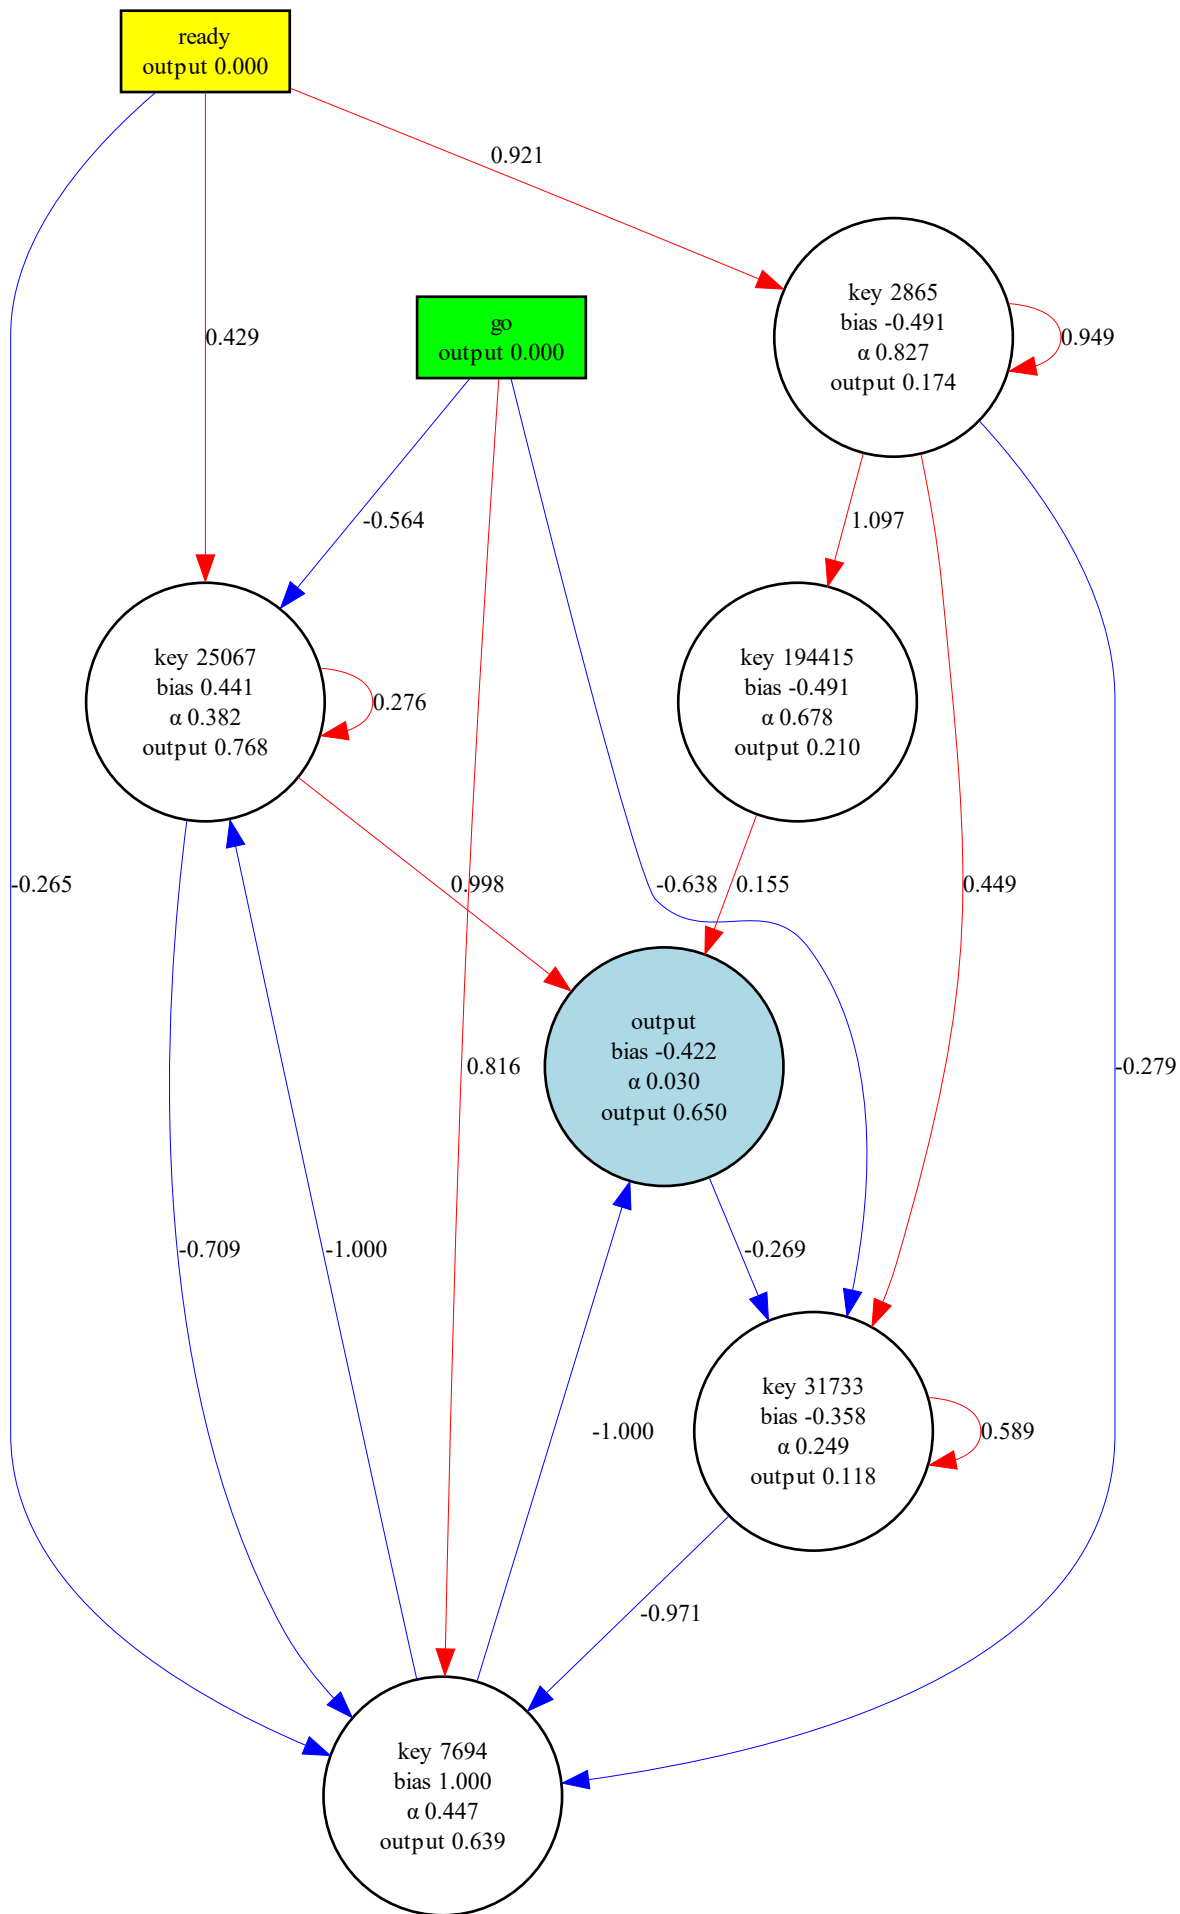 ready
output 0.000
0.921
key 2865
bias -0.491
α 0.827
output 0.174
0.949
go
output 0.000
0.429
-0.564
1.097
key 25067
bias 0.441
α 0.382
output 0.768
0.276
key 194415
bias -0.491
α 0.678
output 0.210
-0.265
0.998
-0.638
0.155
0.449
output
bias -0.422
α 0.030
output 0.650
0.816
-0.279
-0.709
-1.000
-0.269
key 31733
bias -0.358
α 0.249
output 0.118
-1.000
0.589
-0.971
key 7694
bias 1.000
α 0.447
output 0.639